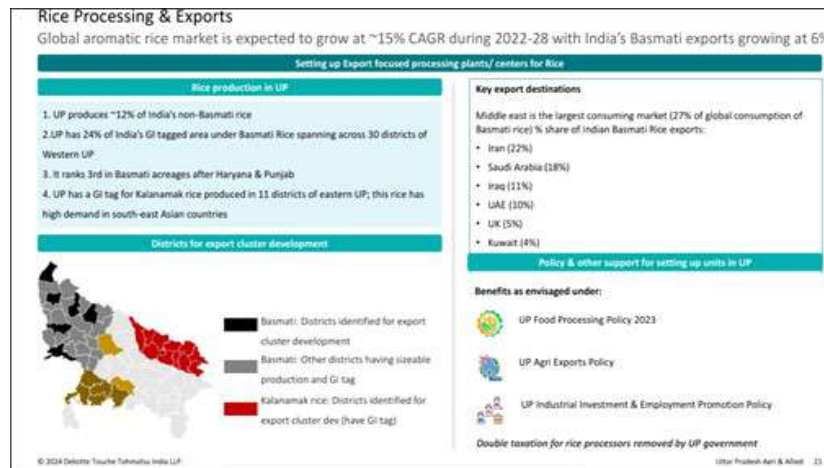 Rice Processing & Exports
Global aromatic rice market is expected to grow at ~15% CAGR during 2022-28 with India's Basmati exports growing at 6%
Setting up Export focused processing plants/ centers for Rice
Rice production in UP
1. UP produces ~12% of India's non-Basmati rice
2.UP has 24% of India's GI tagged area under Basmati Rice spanning across 30 districts of
Western UP
3. It ranks 3rd in Basmati acreages after Haryana & Punjab
4. UP has a GI tag for Kalanamak rice produced in 11 districts of eastern UP; this rice has
high demand in south-east Asian countries
Districts for export cluster development
Basmati: Districts identified for export
cluster development
Basmati: Other districts having sizeable
production and GI tag
Kalanamak rice: Districts identified for
export cluster dev (have GI tag)
Key export destinations
Middle east is the largest consuming market (27% of global consumption of
Basmati rice) % share of Indian Basmati Rice exports:
• Iran (22%)
• Saudi Arabia (18%)
• Iraq (11%)
• UAE (10%)
• UK (5%)
• Kuwait (4%)
Policy & other support for setting up units in UP
Benefits as envisaged under:
UP Food Processing Policy 2023
UP Agri Exports Policy
UP Industrial Investment & Employment Promotion Policy
Double taxation for rice processors removed by UP government
© 2024 Deloitte Touche Tohmatsu India LLP.
Uttar Pradesh Agri & Allied